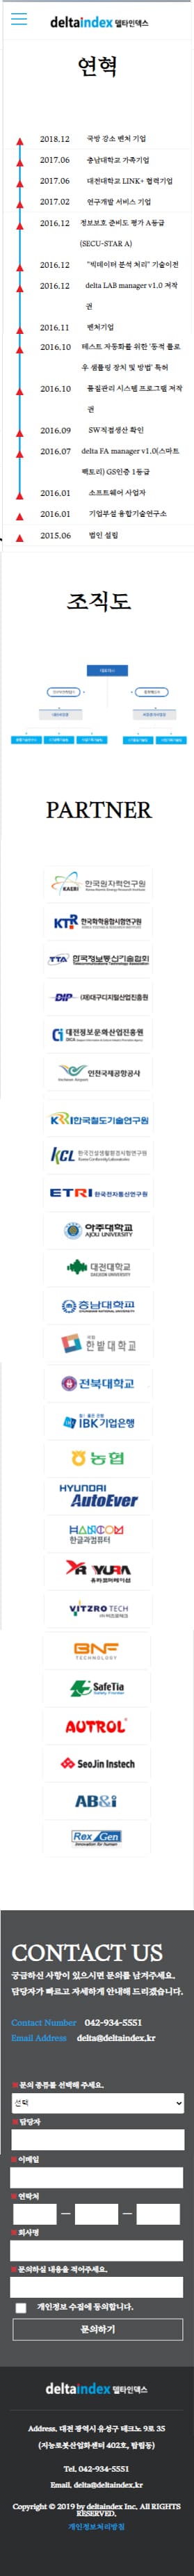 deltaindex 델타인덱스
연혁
2018.12 국방 강소 벤처 기업
2017.06 충남대학교 가족기업
2017.06 대전대학교 LINK+ 협력기업
2017.02 연구개발 서비스 기업
2016.12 정보보호 준비도 평가 A등급
(SECU-STAR A)
2016.12 "빅데이터 분석 처리" 기술이전
2016.12 delta LAB manager v1.0 저작
권
2016.11 벤처기업
2016.10 테스트 자동화를 위한 '동적 플로
우 샘플링 장치 및 방법' 특허
2016.10 품질관리 시스템 프로그램 저작
권
2016.09 SW직접생산 확인
2016.07 delta FA manager v1.0(스마트
팩토리) GS인증 1등급
2016.01 소프트웨어 사업자
2016.01 기업부설 융합기술연구소
2015.06 법인 설립
조직도
PARTNER
KAERI 한국원자력연구원
KTR 한국화학융합시험연구원
TTA 한국정보통신기술협회
DIP (재)대구디지털산업진흥원
대전정보문화산업진흥원
인천국제공항공사
KRRI 한국철도기술연구원
KCL 한국건설생활환경시험연구원
ETRI 한국전자통신연구원
아주대학교
AJOU UNIVERSITY
대전대학교
DAEJEON UNIVERSITY
충남대학교
한밭대학교
전북대학교
IBK기업은행
농협
HYUNDAI
AutoEver
HANCOM
한글과컴퓨터
YURA
VITZRO TECH
BNF
TECHNOLOGY
SafeTia
AUTROL
SeoJin Instech
AB&i
Rex Gen
CONTACT US
궁금하신 사항이 있으시면 문의를 남겨주세요.
담당자가 빠르고 자세하게 안내해 드리겠습니다.
Contact Number 042-934-5551
Email Address delta@deltaindex.kr
문의 종류를 선택해 주세요.
선택
담당자
이메일
연락처
회사명
문의하실 내용을 적어주세요.
개인정보 수집에 동의합니다.
문의하기
deltaindex 델타인덱스
Address. 대전 광역시 유성구 테크노 9로 35
(지능로봇산업화센터 402호, 탑립동)
Tel. 042-934-5551
Email. delta@deltaindex.kr
Copyright © 2019 by deltaindex Inc. All RIGHTS
RESERVED.
개인정보처리방침